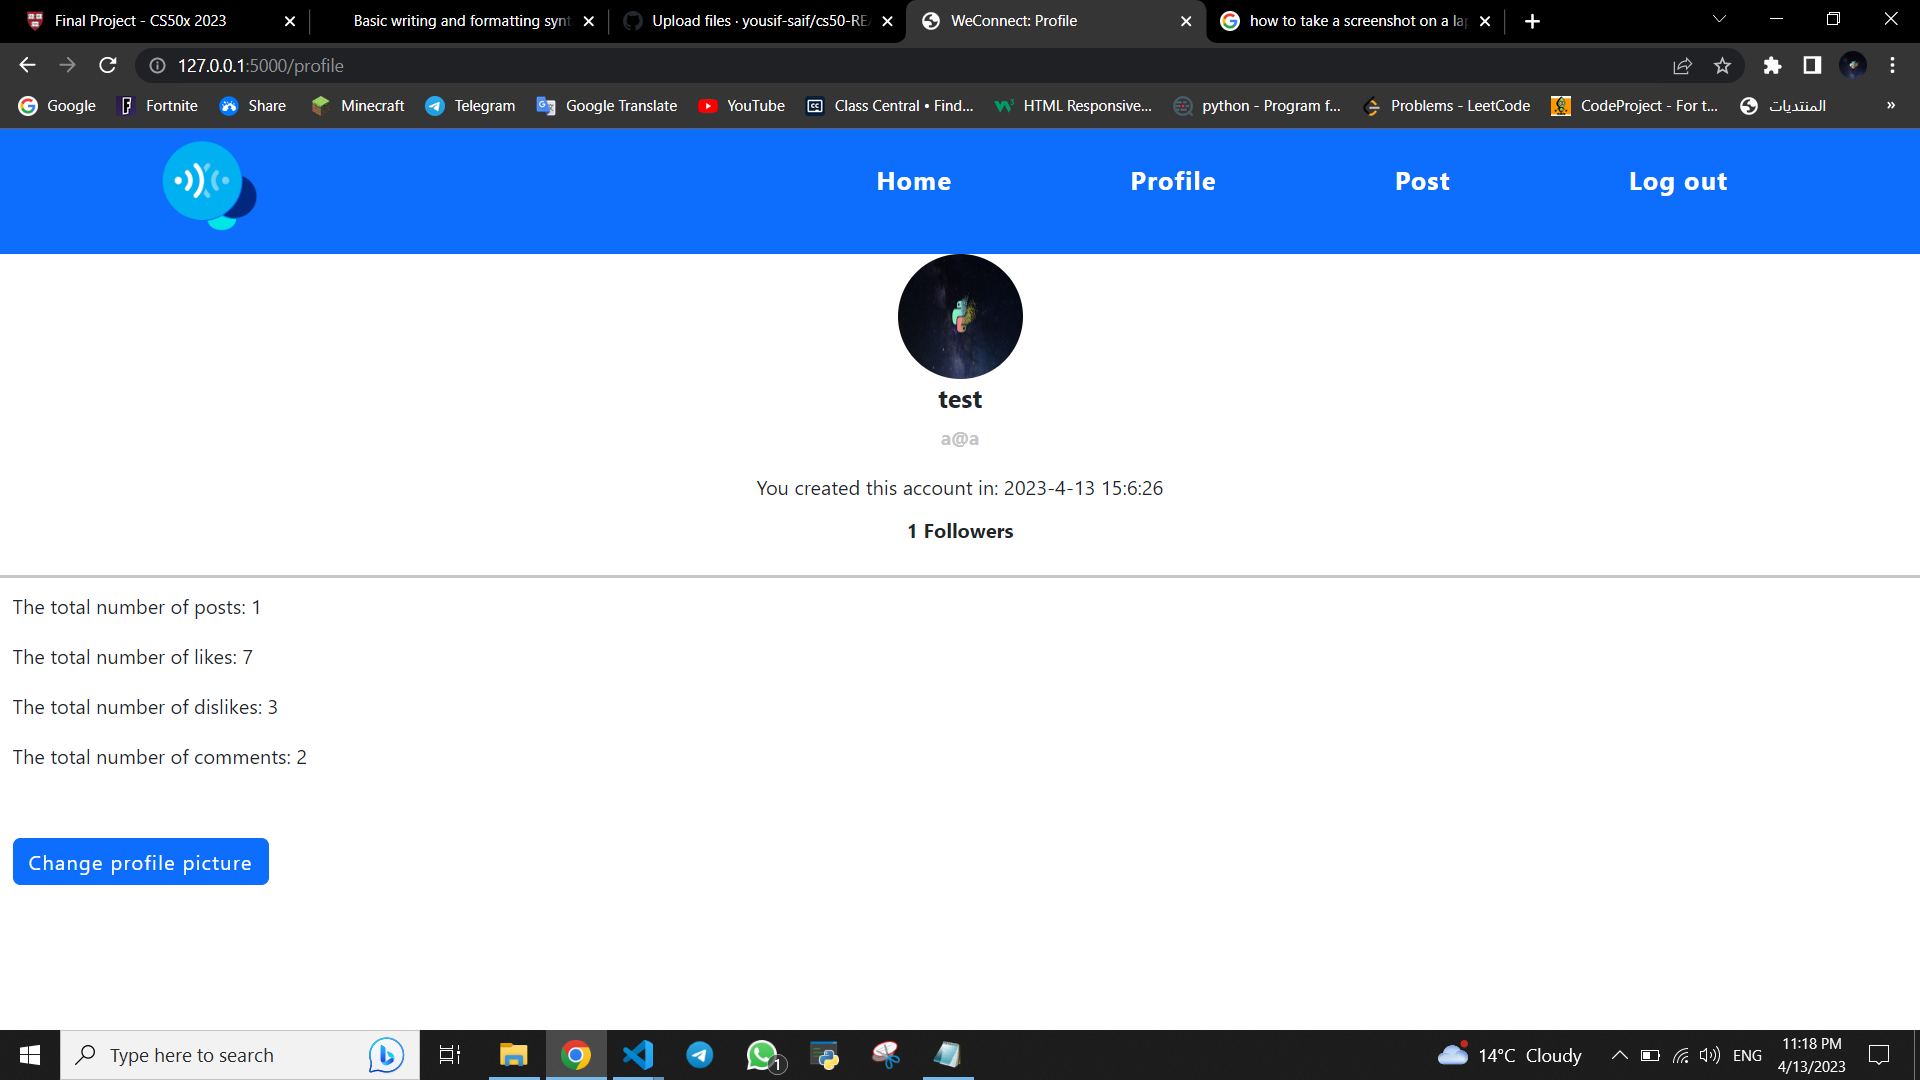 Final Project - CS50x 2023
Basic writing and formatting synt
Upload files · yousif-saif/cs50-REA
WeConnect: Profile
how to take a screenshot on a lap
127.0.0.1:5000/profile
Google
Fortnite
Share
Minecraft
Telegram
Google Translate
YouTube
Class Central • Find...
HTML Responsive...
python - Program f...
Problems - LeetCode
CodeProject - For t...
المنتديات
»
Home
Profile
Post
Log out
test
a@a
You created this account in: 2023-4-13 15:6:26
1 Followers
The total number of posts: 1
The total number of likes: 7
The total number of dislikes: 3
The total number of comments: 2
Change profile picture
Type here to search
1
14°C Cloudy
ENG
11:18 PM
4/13/2023